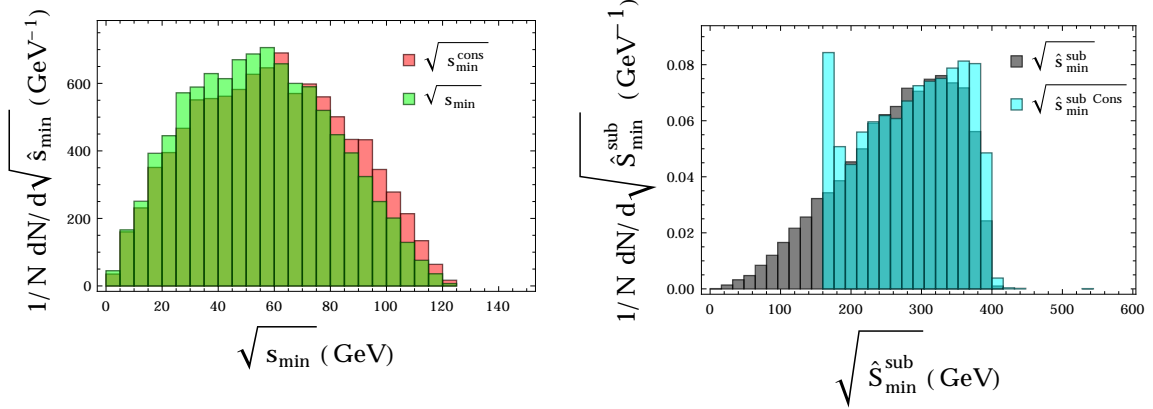 1/N dN/d√ŝ_min (GeV⁻¹)
600
400
200
0
√s_min^cons
√s_min
0 20 40 60 80 100 120 140
√s_min (GeV)
1/N dN/d√Ŝ_min^sub (GeV⁻¹)
0.08
0.06
0.04
0.02
0.00
√ŝ_min^sub
√ŝ_min^sub Cons
0 100 200 300 400 500 600
√Ŝ_min^sub (GeV)